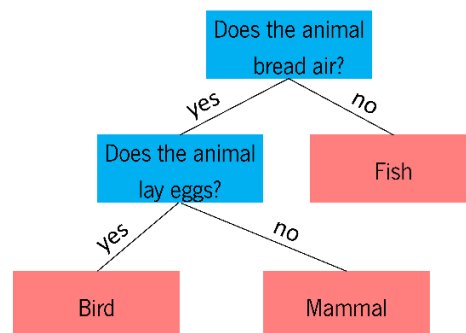 Does the animal
bread air?
yes
no
Does the animal
lay eggs?
Fish
yes
no
Bird
Mammal